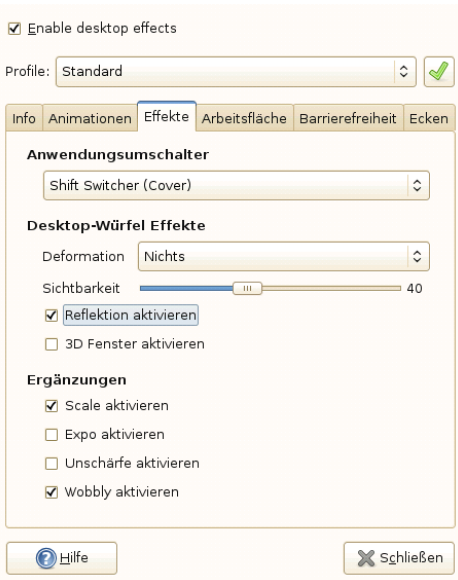 Enable desktop effects
Profile: Standard
Info Animationen Effekte Arbeitsfläche Barrierefreiheit Ecken
Anwendungsumschalter
Shift Switcher (Cover)
Desktop-Würfel Effekte
Deformation Nichts
Sichtbarkeit 40
Reflektion aktivieren
3D Fenster aktivieren
Ergänzungen
Scale aktivieren
Expo aktivieren
Unschärfe aktivieren
Wobbly aktivieren
Hilfe Schließen